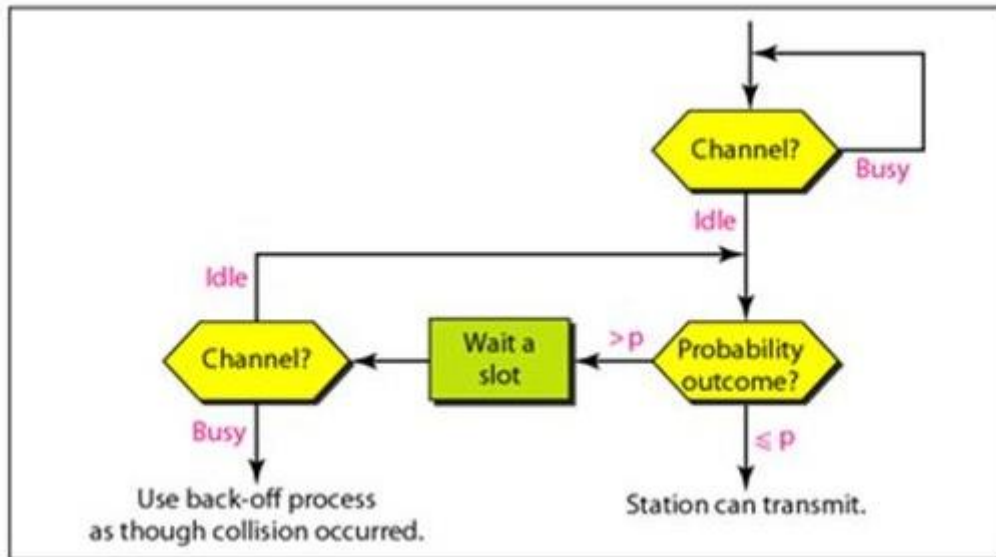 Channel?
Busy
Idle
Idle
Channel?
Wait a
slot
>p
Probability
outcome?
Busy
⩽ p
Use back-off process
as though collision occurred.
Station can transmit.